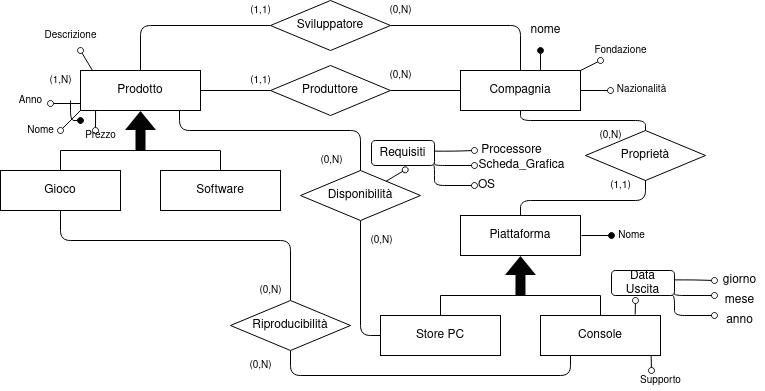 (1,1)
Sviluppatore
(0,N)
nome
Descrizione
Fondazione
(1,N)
Prodotto
(1,1)
Produttore
(0,N)
Compagnia
Nazionalità
Anno
Nome
Prezzo
(0,N)
Requisiti
Processore
Scheda_Grafica
OS
(0,N)
Proprietà
(1,1)
Gioco
Software
Disponibilità
(0,N)
Piattaforma
Nome
Data
Uscita
giorno
mese
anno
(0,N)
Riproducibilità
(0,N)
Store PC
Console
Supporto